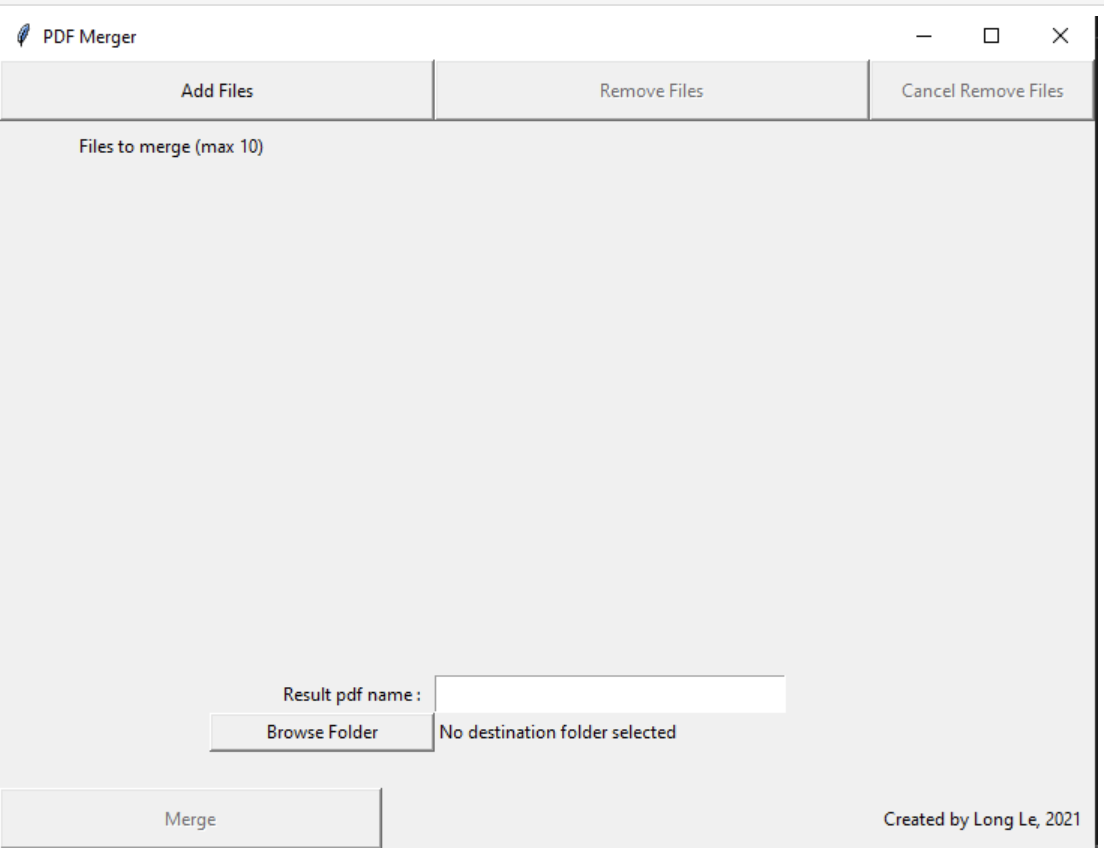 PDF Merger
Add Files Remove Files Cancel Remove Files
Files to merge (max 10)
Result pdf name :
Browse Folder No destination folder selected
Merge Created by Long Le, 2021